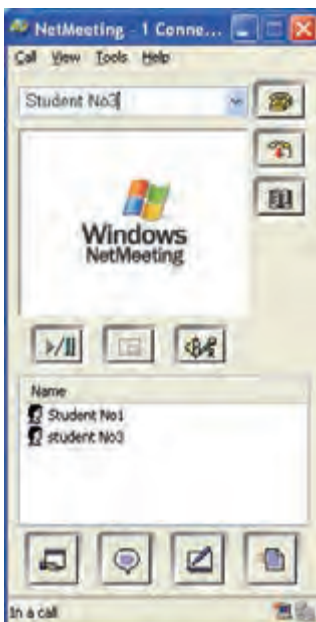 NetMeeting - 1 Conne...
Call View Tools Help
Student No3
Windows
NetMeeting
Name
Student No1
student No3
In a call